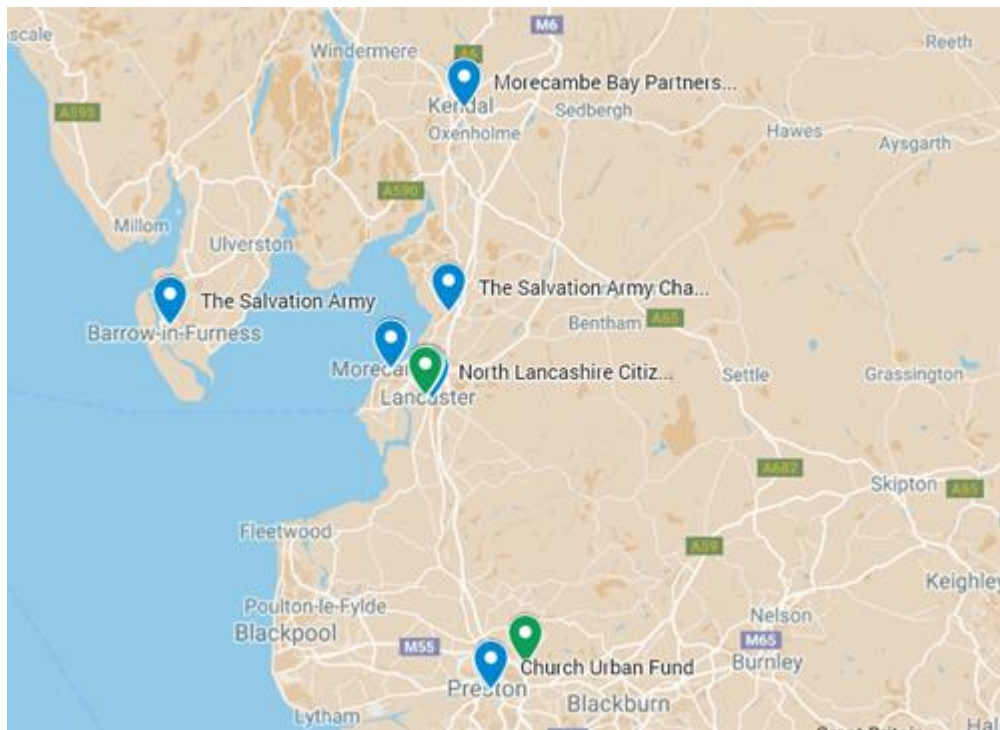 scale
M6
Windermere
Reeth
A6
Morecambe Bay Partners...
A595
Kendal
Sedbergh
Oxenholme
Hawes
Aysgarth
A590
Millom
Ulverston
The Salvation Army Cha...
The Salvation Army
Bentham
A65
Barrow-in-Furness
Moreca
North Lancashire Citiz...
Settle
Grassington
Lancaster
A682
Skipton
A65
Fleetwood
A59
Keighley
Poulton-le-Fylde
Nelson
Blackpool
M55
M65
Church Urban Fund
Burnley
Preston
Blackburn
Lytham
Hal